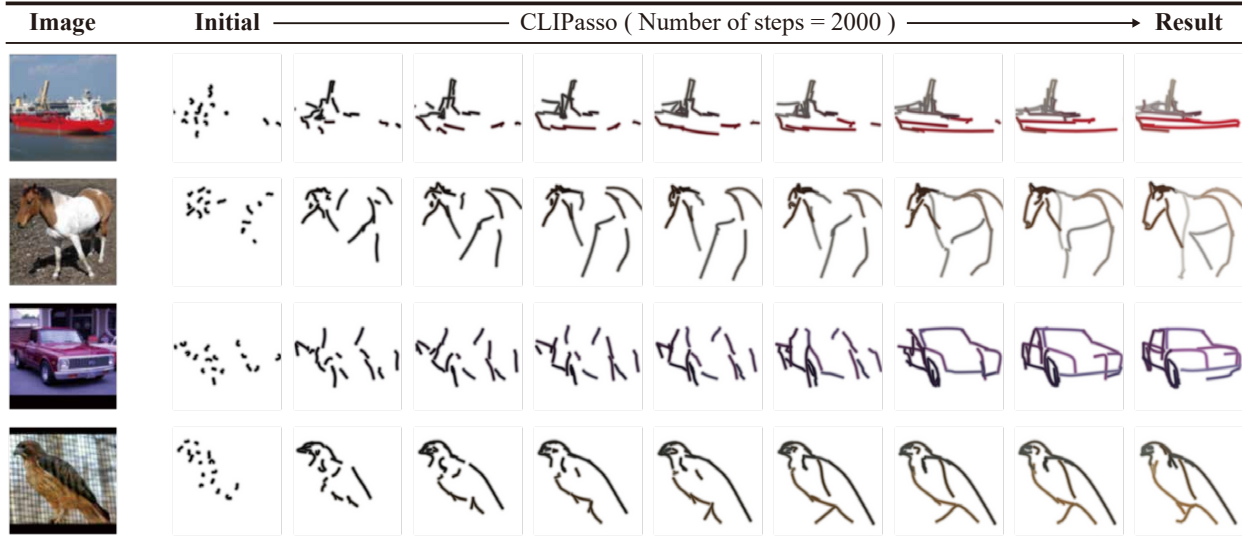 Image Initial CLIPasso ( Number of steps = 2000 ) Result